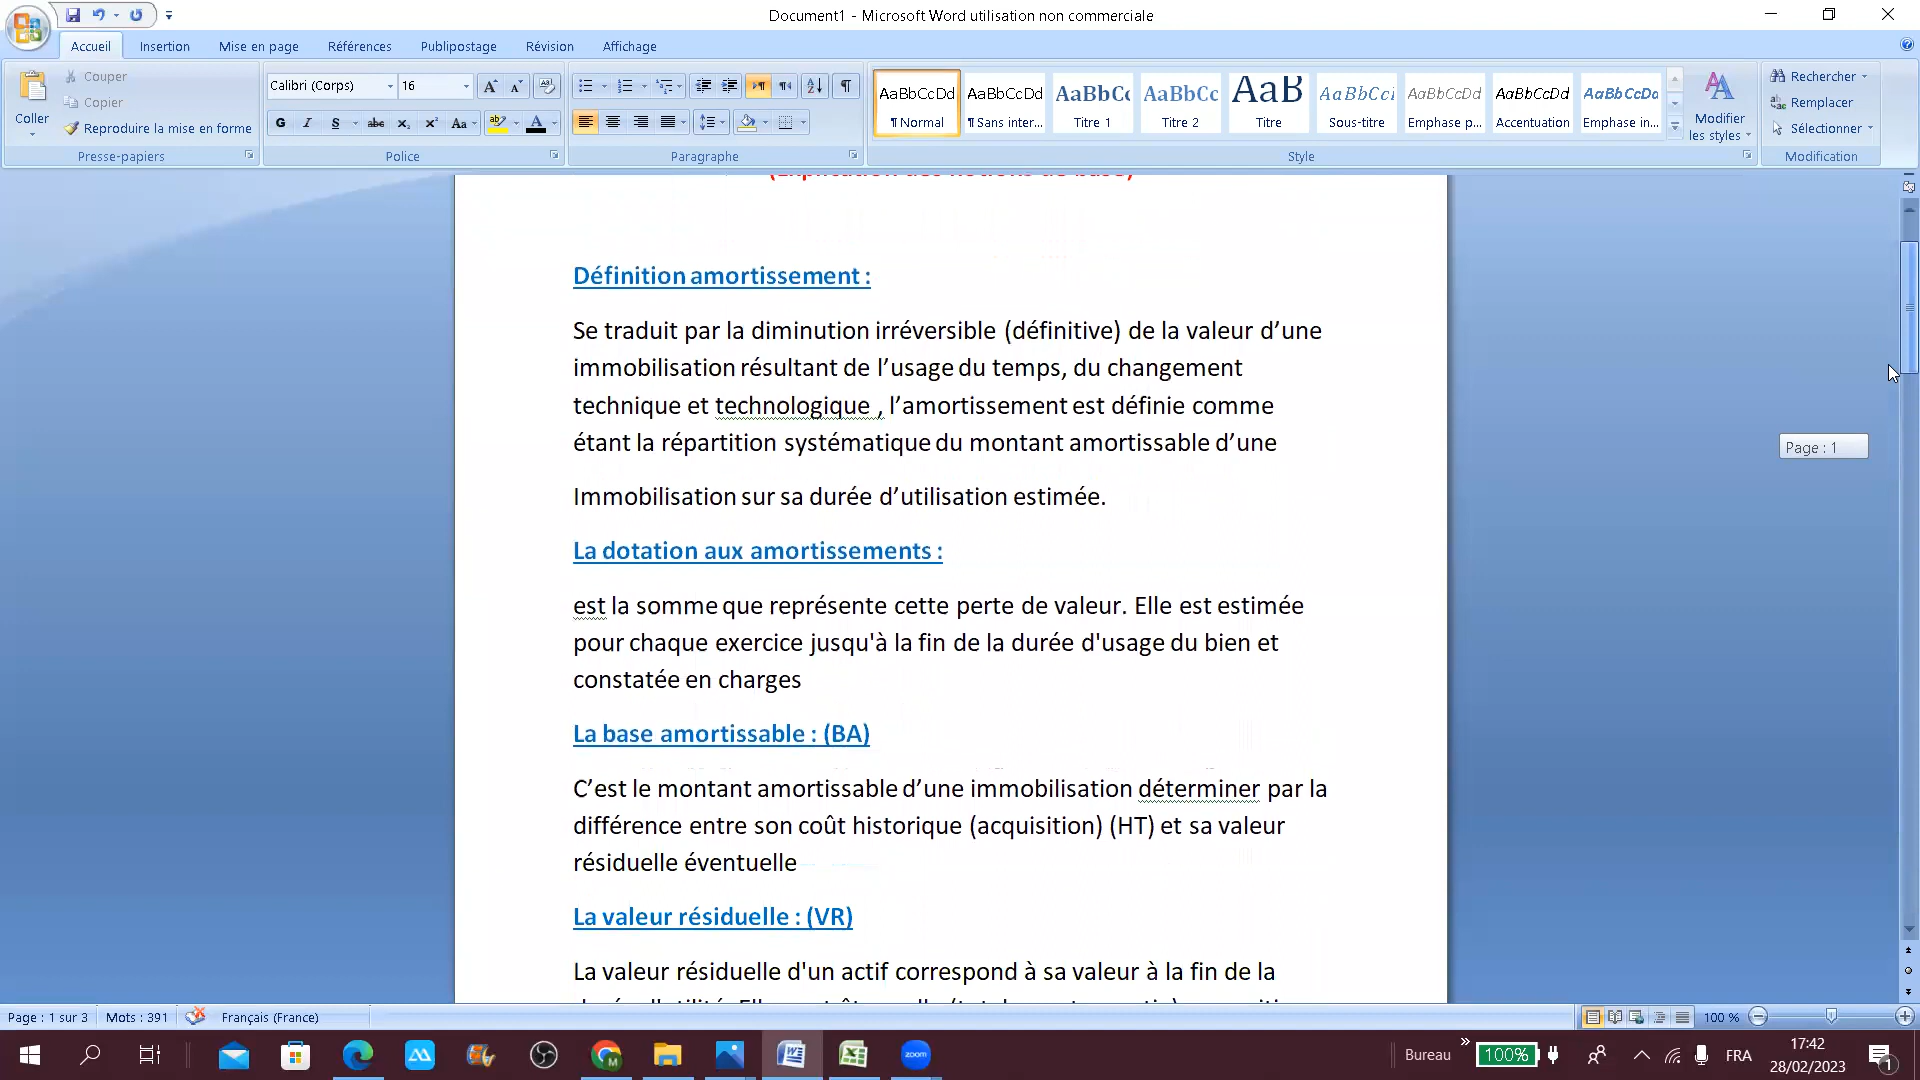 Document1 - Microsoft Word utilisation non commerciale
Accueil Insertion Mise en page Références Publipostage Révision Affichage
Coller
Couper
Copier
Reproduire la mise en forme
Presse-papiers
Calibri (Corps) 16
G I S abc x₂ x² Aa
Police
Paragraphe
AaBbCcDd AaBbCcDd AaBbCc AaBbCc AaB AaBbCcI AaBbCcDd AaBbCcDd AaBbCcDd
¶ Normal ¶ Sans inter... Titre 1 Titre 2 Titre Sous-titre Emphase p... Accentuation Emphase in...
Style
Modifier
les styles
Rechercher
Remplacer
Sélectionner
Modification
Définition amortissement :
Se traduit par la diminution irréversible (définitive) de la valeur d’une
immobilisation résultant de l’usage du temps, du changement
technique et technologique , l’amortissement est définie comme
étant la répartition systématique du montant amortissable d’une
Immobilisation sur sa durée d’utilisation estimée.
La dotation aux amortissements :
est la somme que représente cette perte de valeur. Elle est estimée
pour chaque exercice jusqu'à la fin de la durée d'usage du bien et
constatée en charges
La base amortissable : (BA)
C’est le montant amortissable d’une immobilisation déterminer par la
différence entre son coût historique (acquisition) (HT) et sa valeur
résiduelle éventuelle
La valeur résiduelle : (VR)
La valeur résiduelle d'un actif correspond à sa valeur à la fin de la
Page : 1
Page : 1 sur 3 Mots : 391 Français (France) 100 %
zoom
Bureau 100% FRA
17:42
28/02/2023
1